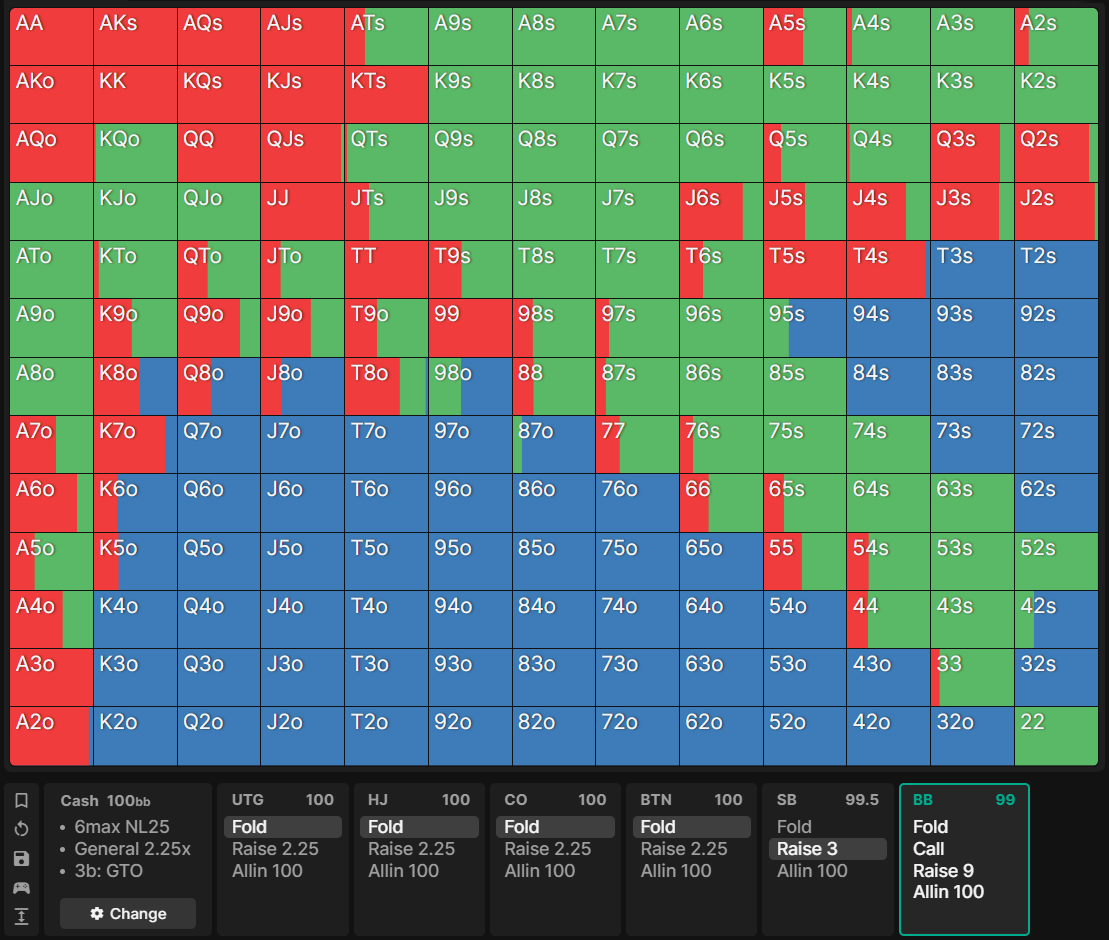 AA AKs AQs AJs ATs A9s A8s A7s A6s A5s A4s A3s A2s
AKo KK KQs KJs KTs K9s K8s K7s K6s K5s K4s K3s K2s
AQo KQo QQ QJs QTs Q9s Q8s Q7s Q6s Q5s Q4s Q3s Q2s
AJo KJo QJo JJ JTs J9s J8s J7s J6s J5s J4s J3s J2s
ATo KTo QTo JTo TT T9s T8s T7s T6s T5s T4s T3s T2s
A9o K9o Q9o J9o T9o 99 98s 97s 96s 95s 94s 93s 92s
A8o K8o Q8o J8o T8o 98o 88 87s 86s 85s 84s 83s 82s
A7o K7o Q7o J7o T7o 97o 87o 77 76s 75s 74s 73s 72s
A6o K6o Q6o J6o T6o 96o 86o 76o 66 65s 64s 63s 62s
A5o K5o Q5o J5o T5o 95o 85o 75o 65o 55 54s 53s 52s
A4o K4o Q4o J4o T4o 94o 84o 74o 64o 54o 44 43s 42s
A3o K3o Q3o J3o T3o 93o 83o 73o 63o 53o 43o 33 32s
A2o K2o Q2o J2o T2o 92o 82o 72o 62o 52o 42o 32o 22
Cash 100bb
• 6max NL25
• General 2.25x
• 3b: GTO
Change
UTG 100
Fold
Raise 2.25
Allin 100
HJ 100
Fold
Raise 2.25
Allin 100
CO 100
Fold
Raise 2.25
Allin 100
BTN 100
Fold
Raise 2.25
Allin 100
SB 99.5
Fold
Raise 3
Allin 100
BB 99
Fold
Call
Raise 9
Allin 100